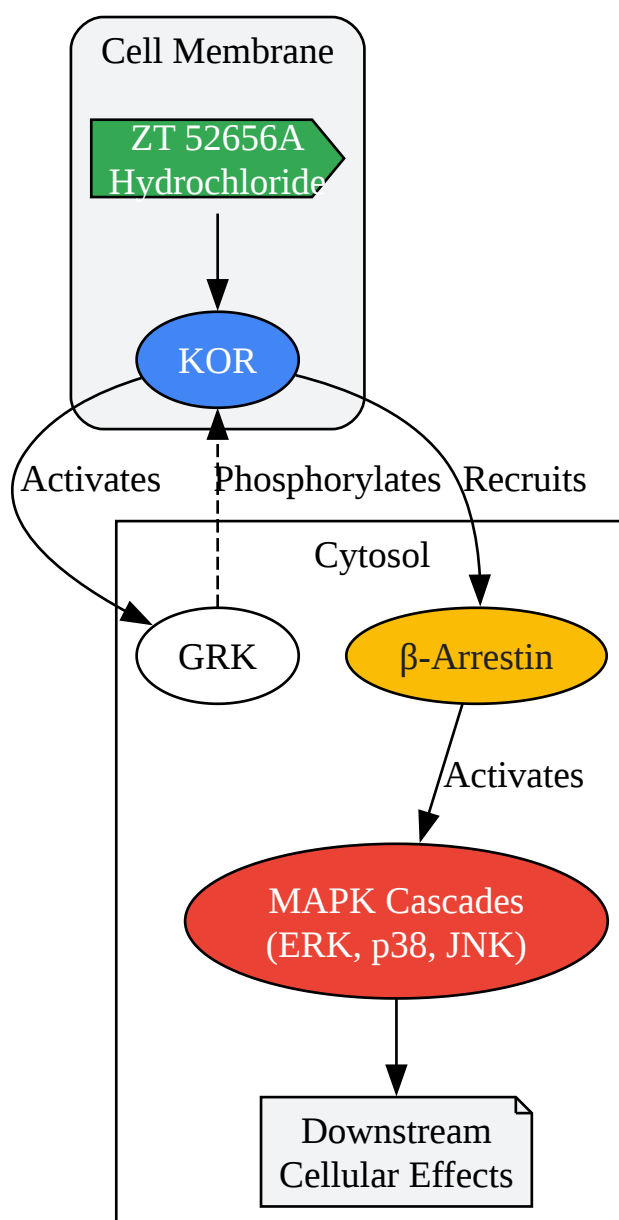 Cell Membrane
ZT 52656A
Hydrochloride
KOR
Activates
Phosphorylates
Recruits
Cytosol
GRK
β-Arrestin
Activates
MAPK Cascades
(ERK, p38, JNK)
Downstream
Cellular Effects